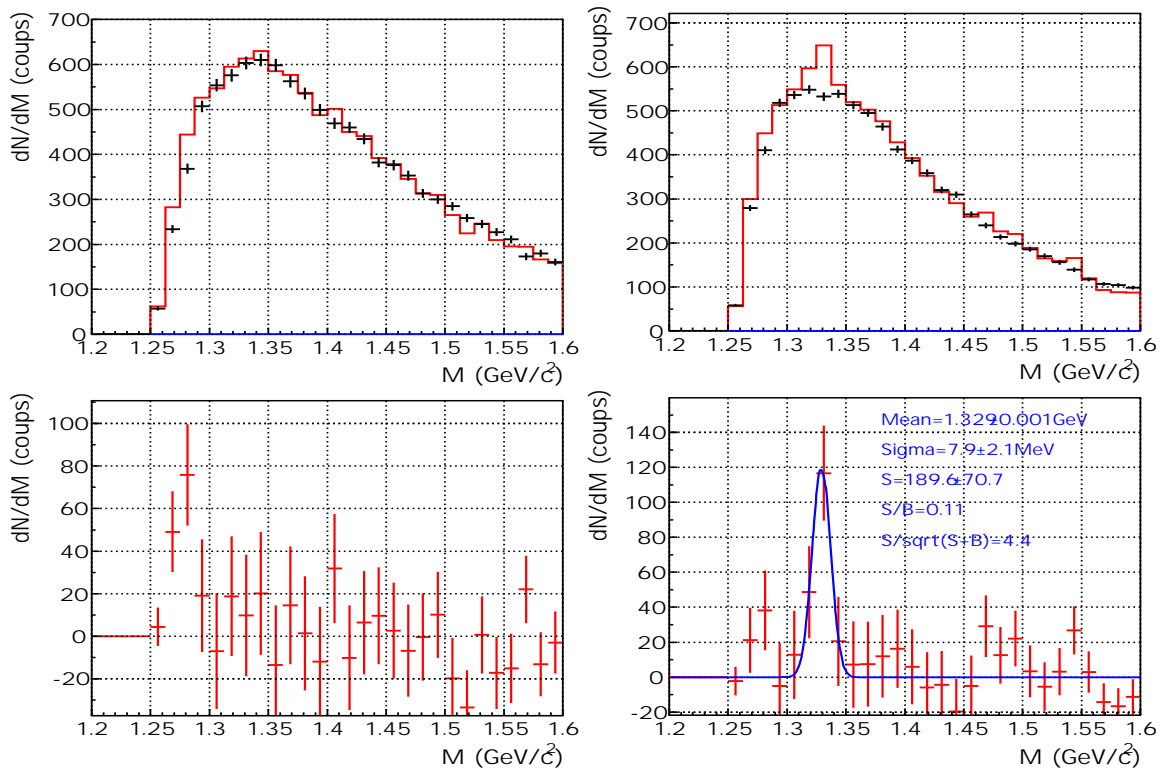 dN/dM (coups)
700
600
500
400
300
200
100
0
1.2 1.25 1.3 1.35 1.4 1.45 1.5 1.55 1.6
M (GeV/c²)
dN/dM (coups)
700
600
500
400
300
200
100
0
1.2 1.25 1.3 1.35 1.4 1.45 1.5 1.55 1.6
M (GeV/c²)
dN/dM (coups)
100
80
60
40
20
0
-20
1.2 1.25 1.3 1.35 1.4 1.45 1.5 1.55 1.6
M (GeV/c²)
dN/dM (coups)
140
120
100
80
60
40
20
0
-20
Mean=1.329±0.001GeV
Sigma=7.9±2.1MeV
S=189.6±70.7
S/B=0.11
S/sqrt(S+B)=4.4
1.2 1.25 1.3 1.35 1.4 1.45 1.5 1.55 1.6
M (GeV/c²)